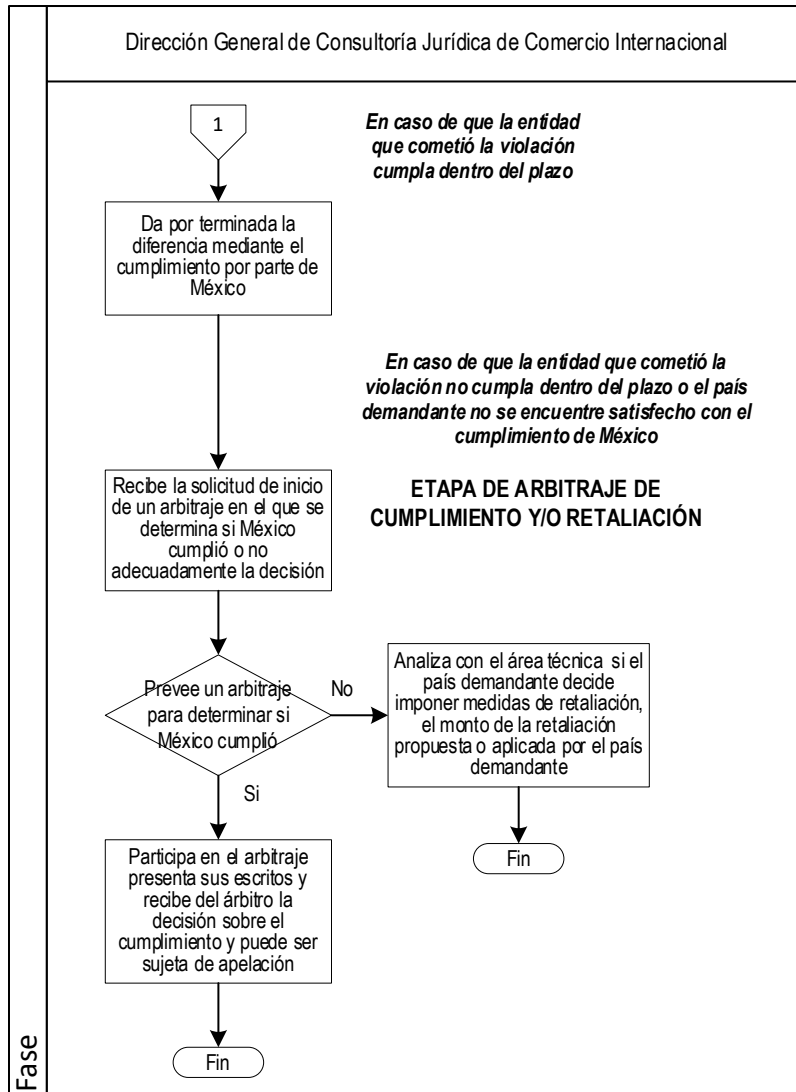 Dirección General de Consultoría Jurídica de Comercio Internacional
1
En caso de que la entidad
que cometió la violación
cumpla dentro del plazo
Da por terminada la
diferencia mediante el
cumplimiento por parte de
México
En caso de que la entidad que cometió la
violación no cumpla dentro del plazo o el país
demandante no se encuentre satisfecho con el
cumplimiento de México
ETAPA DE ARBITRAJE DE
CUMPLIMIENTO Y/O RETALIACIÓN
Recibe la solicitud de inicio
de un arbitraje en el que se
determina si México
cumplió o no
adecuadamente la decisión
Prevee un arbitraje
para determinar si
México cumplió
No
Analiza con el área técnica si el
país demandante decide
imponer medidas de retaliación,
el monto de la retaliación
propuesta o aplicada por el país
demandante
Fin
Si
Participa en el arbitraje
presenta sus escritos y
recibe del árbitro la
decisión sobre el
cumplimiento y puede ser
sujeta de apelación
Fin
Fase